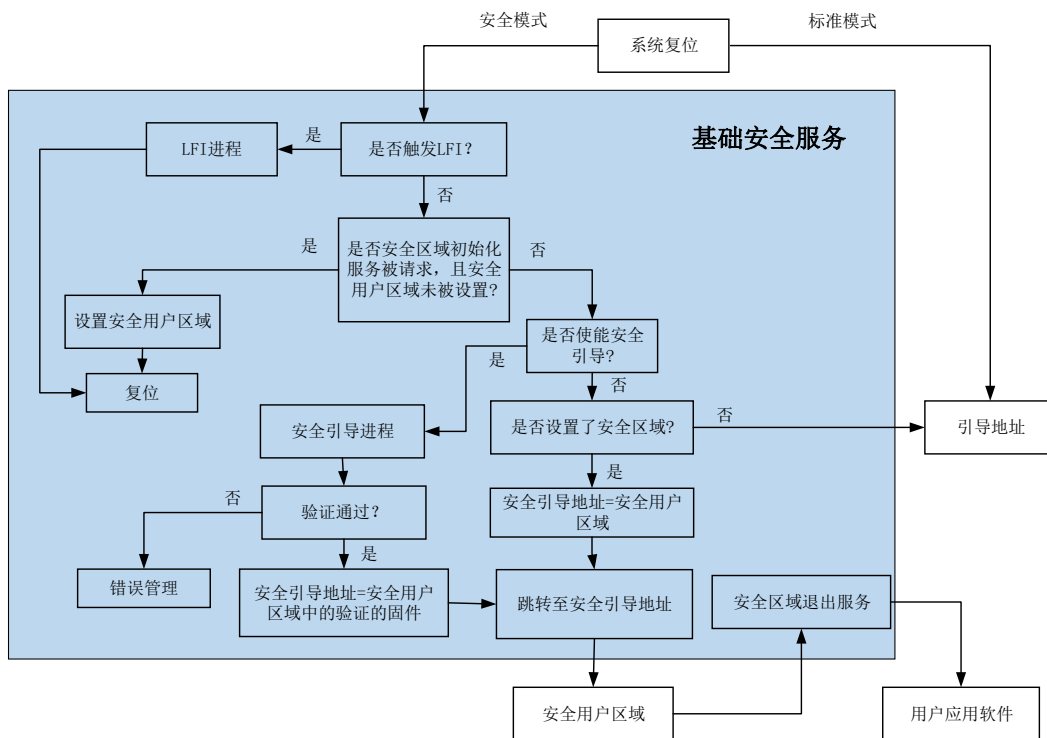 安全模式
标准模式
系统复位
基础安全服务
LFI进程
是
是否触发LFI?
否
是
是否安全区域初始化
服务被请求，且安全
用户区域未被设置?
否
设置安全用户区域
是否使能安全
引导?
是
复位
否
安全引导进程
是否设置了安全区域?
否
引导地址
是
否
验证通过?
安全引导地址=安全用户
区域
是
错误管理
安全引导地址=安全用户
区域中的验证的固件
跳转至安全引导地址
安全区域退出服务
安全用户区域
用户应用软件